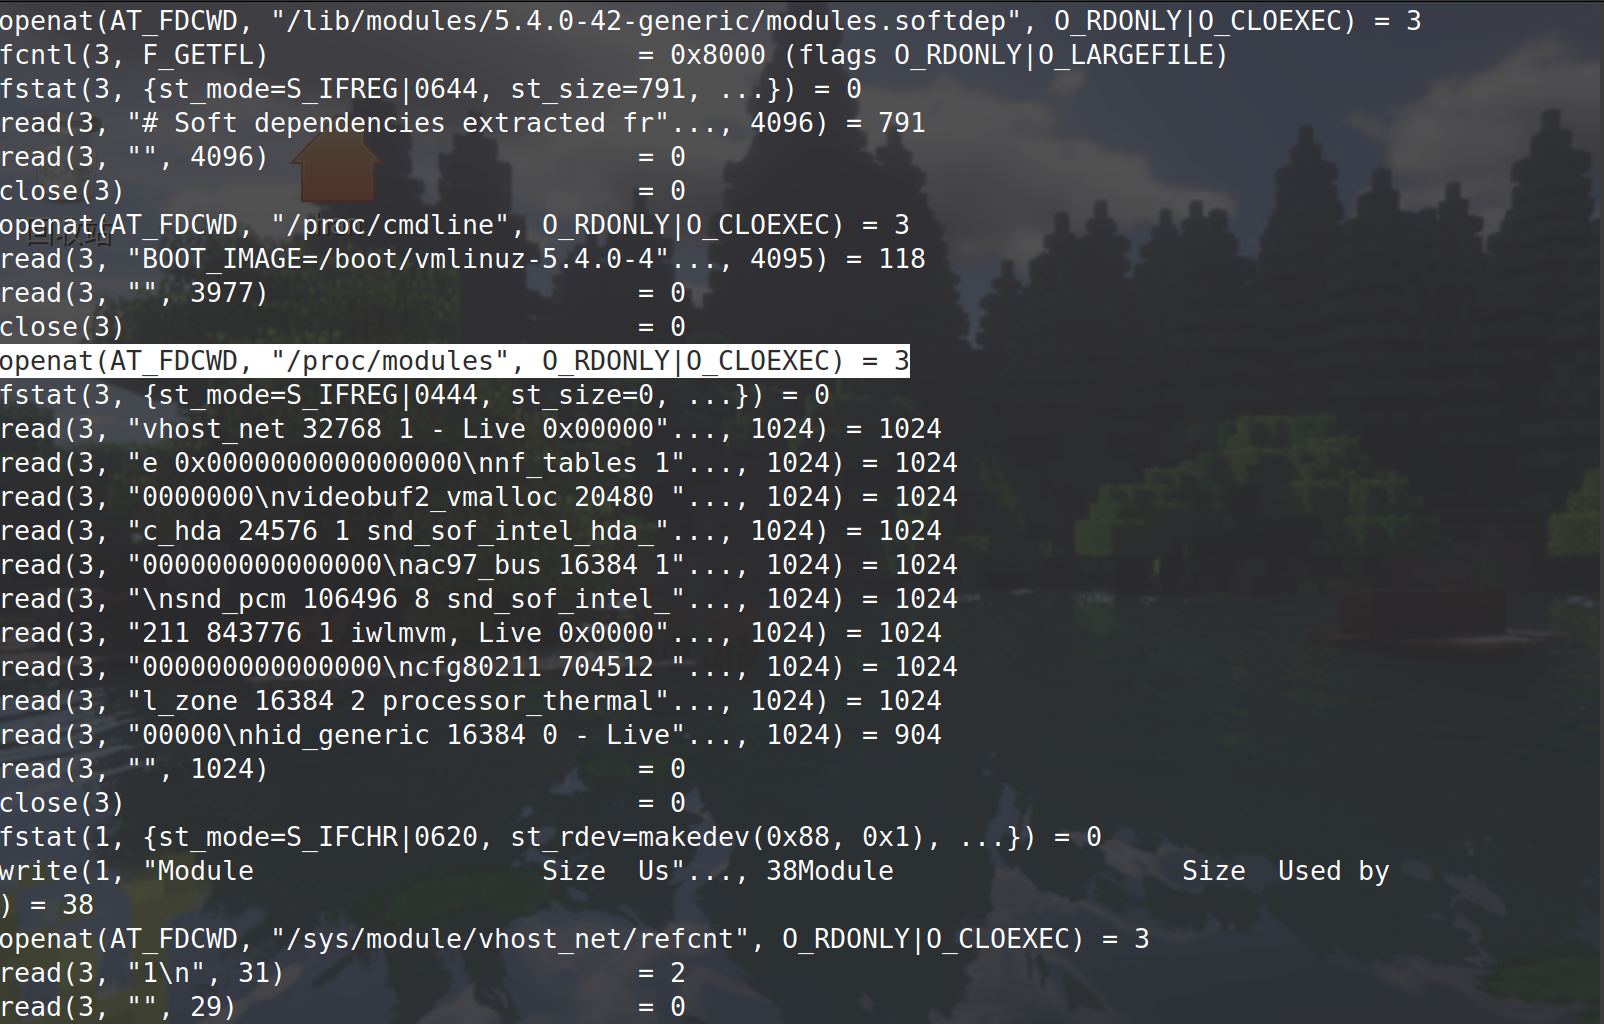 openat(AT_FDCWD, "/lib/modules/5.4.0-42-generic/modules.softdep", O_RDONLY|O_CLOEXEC) = 3
fcntl(3, F_GETFL)                       = 0x8000 (flags O_RDONLY|O_LARGEFILE)
fstat(3, {st_mode=S_IFREG|0644, st_size=791, ...}) = 0
read(3, "# Soft dependencies extracted fr"..., 4096) = 791
read(3, "", 4096)                       = 0
close(3)                                = 0
openat(AT_FDCWD, "/proc/cmdline", O_RDONLY|O_CLOEXEC) = 3
回收站
read(3, "BOOT_IMAGE=/boot/vmlinuz-5.4.0-4"..., 4095) = 118
read(3, "", 3977)                       = 0
close(3)                                = 0
openat(AT_FDCWD, "/proc/modules", O_RDONLY|O_CLOEXEC) = 3
fstat(3, {st_mode=S_IFREG|0444, st_size=0, ...}) = 0
read(3, "vhost_net 32768 1 - Live 0x00000"..., 1024) = 1024
read(3, "e 0x0000000000000000\nnf_tables 1"..., 1024) = 1024
read(3, "0000000\nvideobuf2_vmalloc 20480 "..., 1024) = 1024
read(3, "c_hda 24576 1 snd_sof_intel_hda_"..., 1024) = 1024
read(3, "000000000000000\nac97_bus 16384 1"..., 1024) = 1024
read(3, "\nsnd_pcm 106496 8 snd_sof_intel_"..., 1024) = 1024
read(3, "211 843776 1 iwlmvm, Live 0x0000"..., 1024) = 1024
read(3, "000000000000000\ncfg80211 704512 "..., 1024) = 1024
read(3, "l_zone 16384 2 processor_thermal"..., 1024) = 1024
read(3, "00000\nhid_generic 16384 0 - Live"..., 1024) = 904
read(3, "", 1024)                       = 0
close(3)                                = 0
fstat(1, {st_mode=S_IFCHR|0620, st_rdev=makedev(0x88, 0x1), ...}) = 0
write(1, "Module                  Size  Us"..., 38Module                  Size  Used by
) = 38
openat(AT_FDCWD, "/sys/module/vhost_net/refcnt", O_RDONLY|O_CLOEXEC) = 3
read(3, "1\n", 31)                      = 2
read(3, "", 29)                         = 0